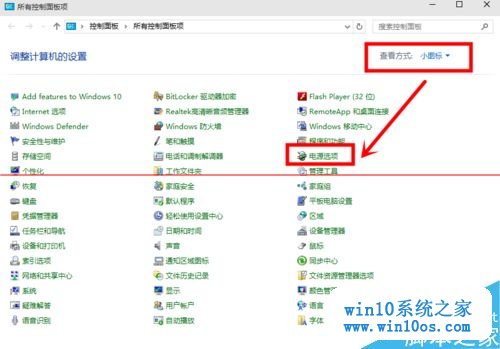 所有控制面板项
控制面板 › 所有控制面板项
搜索控制面板
调整计算机的设置
查看方式: 小图标
Add features to Windows 10
BitLocker 驱动器加密
Flash Player (32 位)
Internet 选项
Realtek高清晰音频管理器
RemoteApp 和桌面连接
Windows Defender
Windows 防火墙
Windows 移动中心
安全性与维护
笔和触摸
程序和功能
存储空间
电话和调制解调器
电源选项
个性化
工作文件夹
管理工具
恢复
家庭安全
家庭组
键盘
默认程序
平板电脑设置
凭据管理器
轻松使用设置中心
区域
任务栏和导航
日期和时间
设备管理器
设备和打印机
声音
鼠标
索引选项
通知区域图标
同步中心
网络和共享中心
文件历史记录
文件资源管理器选项
系统
显示
颜色管理
疑难解答
用户帐户
语言
语音识别
自动播放
字体
win10系统之家
www.win10os.com